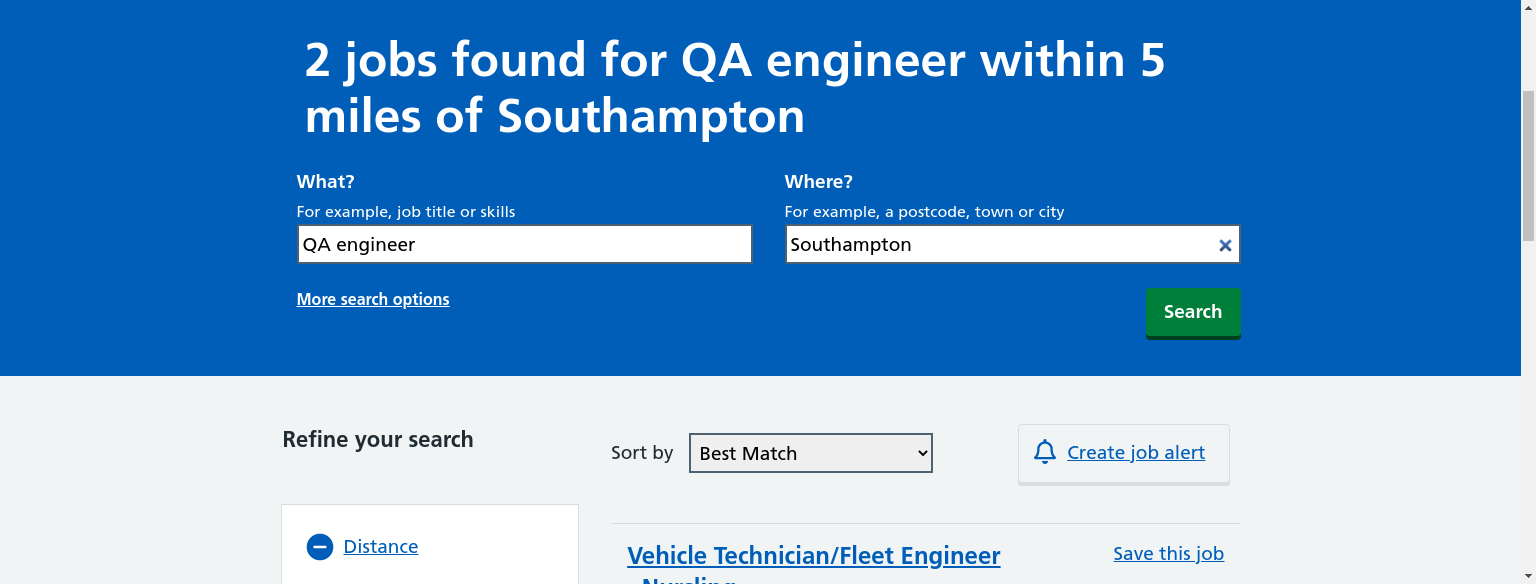 2 jobs found for QA engineer within 5
miles of Southampton
What?
For example, job title or skills
QA engineer
Where?
For example, a postcode, town or city
Southampton
More search options
Search
Refine your search
Sort by
Best Match
Create job alert
Distance
Vehicle Technician/Fleet Engineer
Save this job